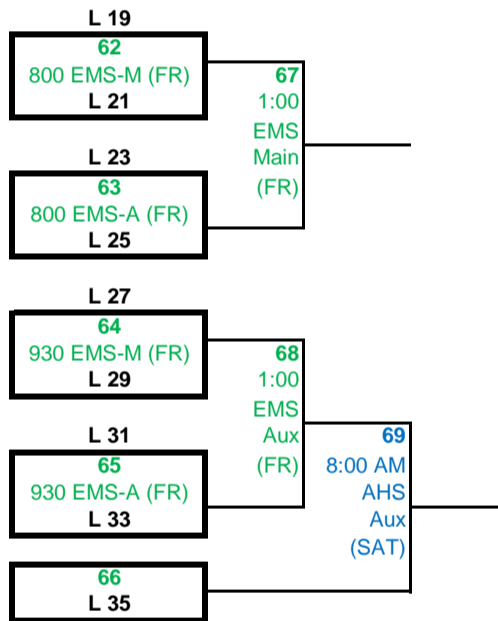 L 19
62
800 EMS-M (FR)
L 21
67
1:00
EMS
Main
(FR)
L 23
63
800 EMS-A (FR)
L 25
L 27
64
930 EMS-M (FR)
L 29
68
1:00
EMS
Aux
(FR)
L 31
65
930 EMS-A (FR)
L 33
69
8:00 AM
AHS
Aux
(SAT)
66
L 35